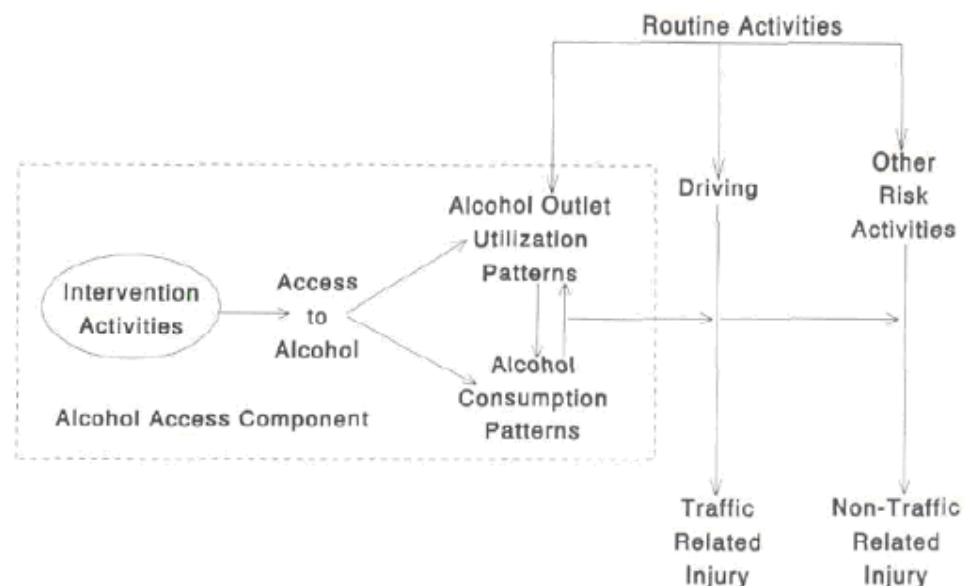 Routine Activities
Alcohol Outlet
Utilization
Patterns
Driving
Other
Risk
Activities
Intervention
Activities
Access
to
Alcohol
Alcohol
Consumption
Patterns
Alcohol Access Component
Traffic
Related
Injury
Non-Traffic
Related
Injury